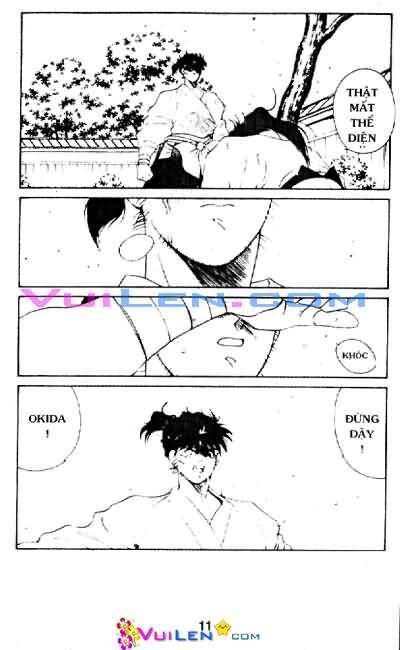 THẬT
MẤT
THỂ
DIỆN
VUILEN.COM
KHÓC
OKIDA
!
ĐỨNG
DẬY
!
11
VUILEN COM